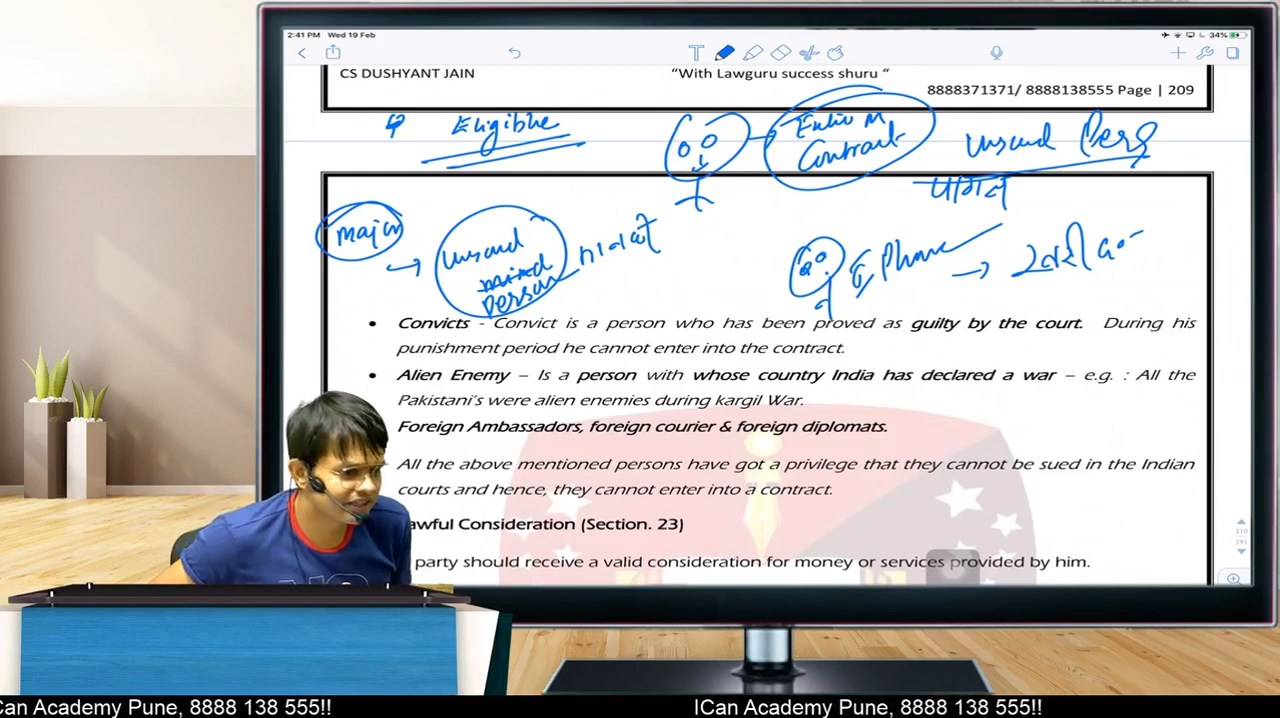 2:41 PM Wed 19 Feb
34%
CS DUSHYANT JAIN "With Lawguru success shuru “
8888371371/ 8888138555 Page | 209
Eligible
Contract
पागल
major
unsound
mind
person
Phone
• Convicts - Convict is a person who has been proved as guilty by the court. During his
punishment period he cannot enter into the contract.
• Alien Enemy – Is a person with whose country India has declared a war – e.g. : All the
Pakistani's were alien enemies during kargil War.
Foreign Ambassadors, foreign courier & foreign diplomats.
All the above mentioned persons have got a privilege that they cannot be sued in the Indian
courts and hence, they cannot enter into a contract.
awful Consideration (Section. 23)
party should receive a valid consideration for money or services provided by him.
210
291
ICan Academy Pune, 8888 138 555!! ICan Academy Pune, 8888 138 555!!